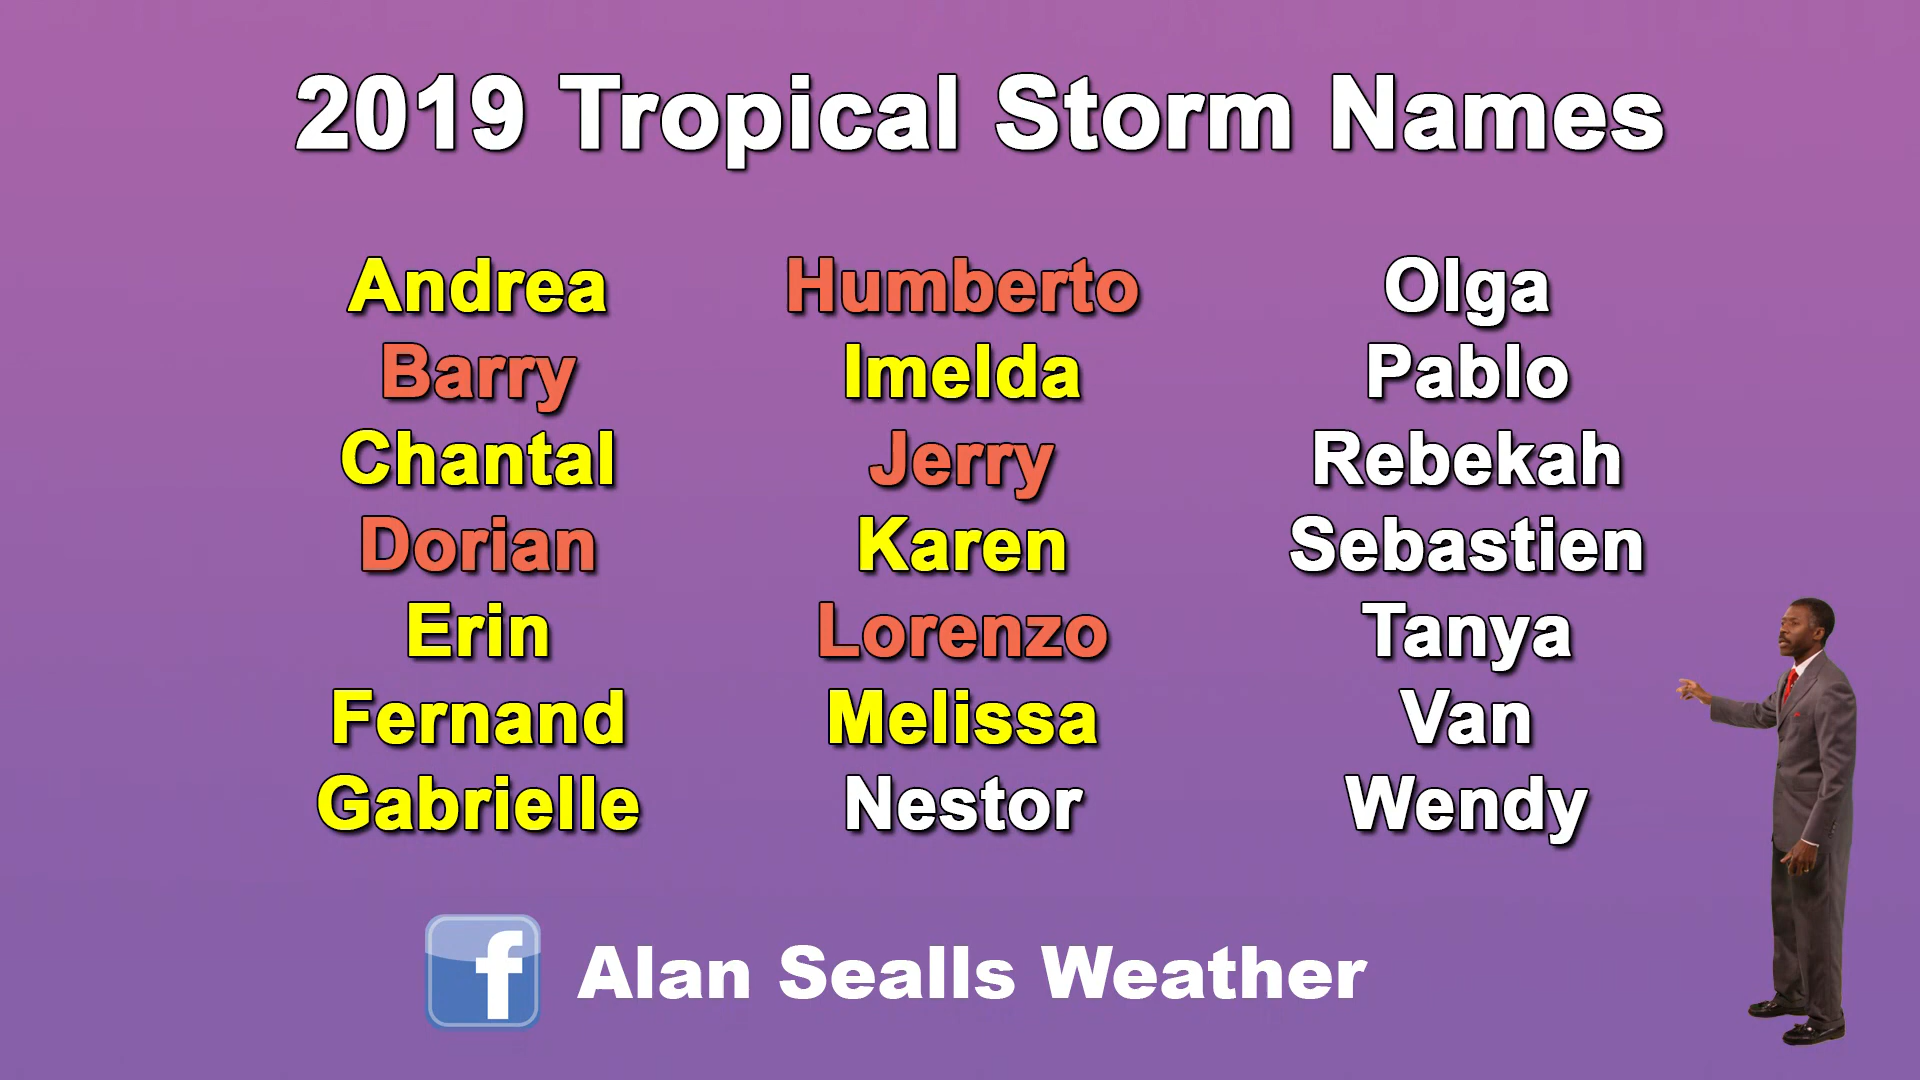 2019 Tropical Storm Names
Andrea
Barry
Chantal
Dorian
Erin
Fernand
Gabrielle
Humberto
Imelda
Jerry
Karen
Lorenzo
Melissa
Nestor
Olga
Pablo
Rebekah
Sebastien
Tanya
Van
Wendy
f Alan Sealls Weather